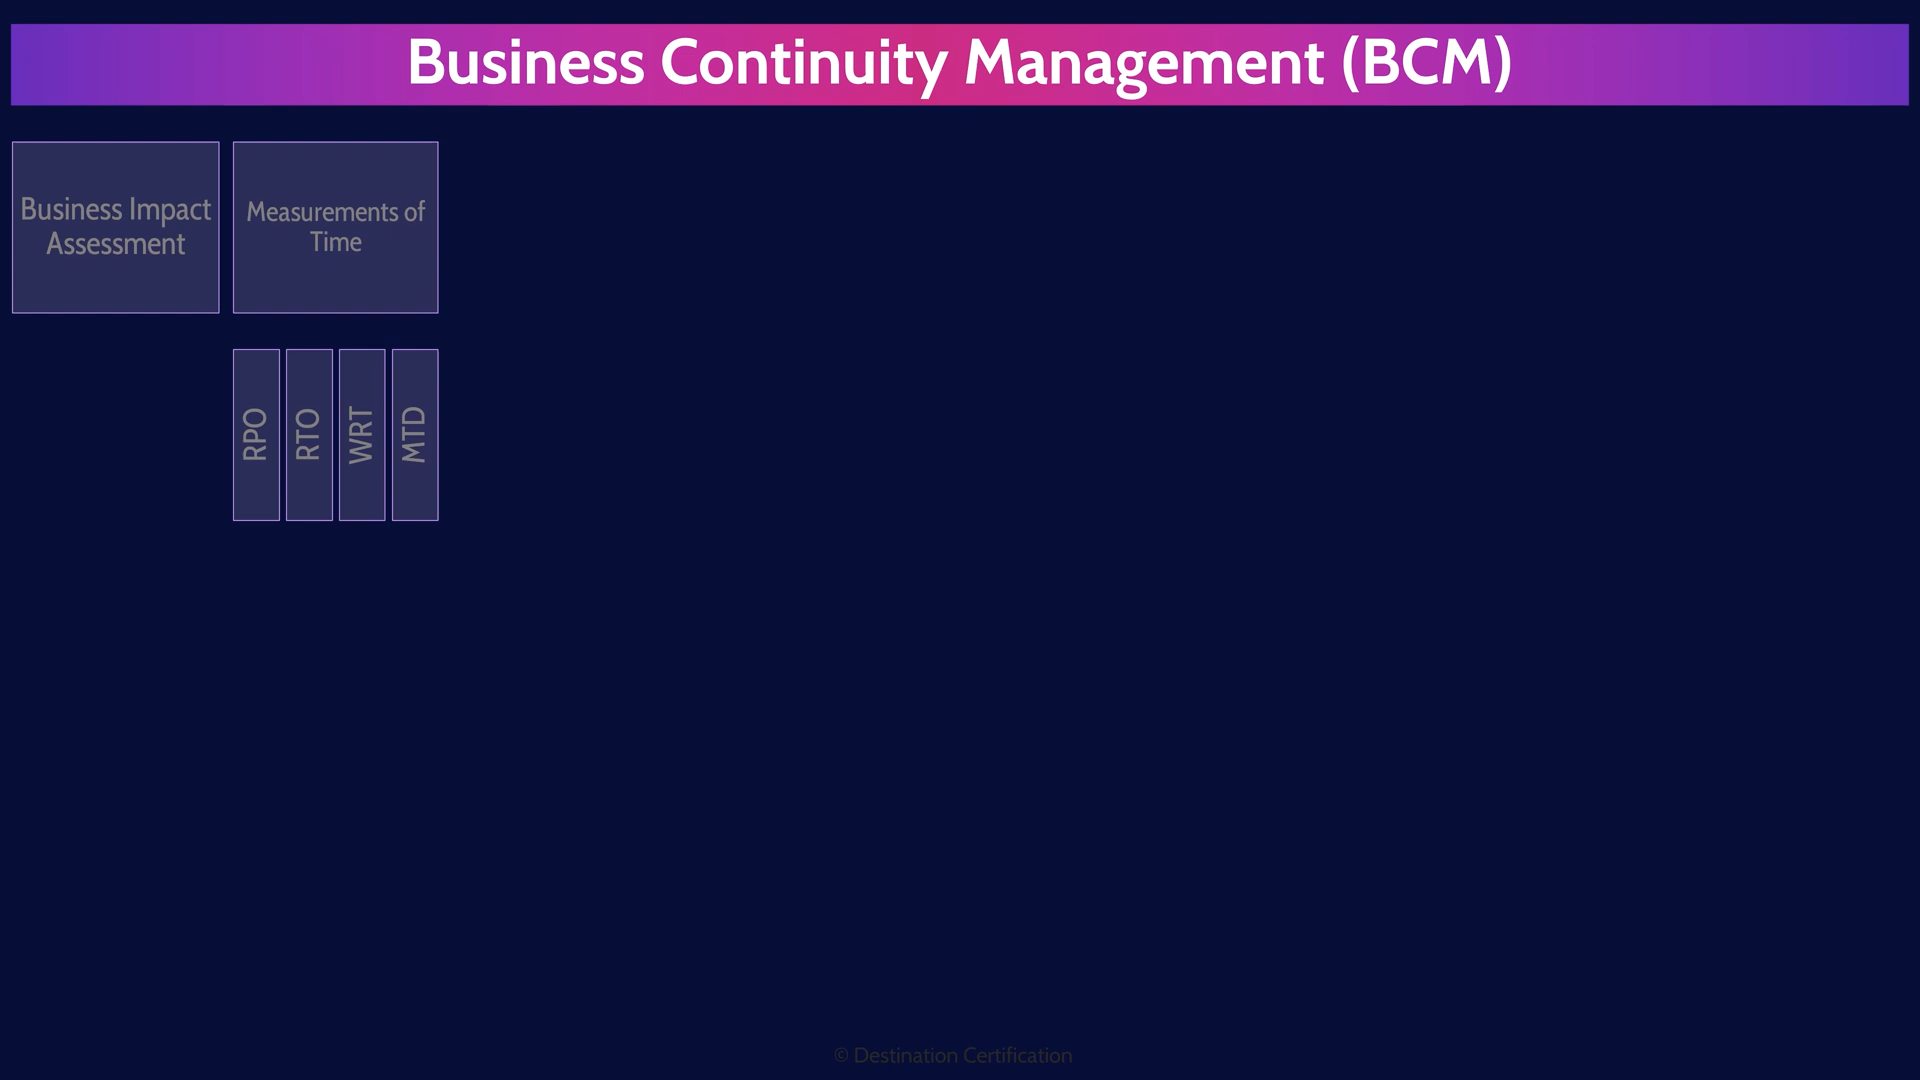 Business Continuity Management (BCM)
Business Impact
Assessment
Measurements of
Time
RPO
RTO
WRT
MTD
© Destination Certification